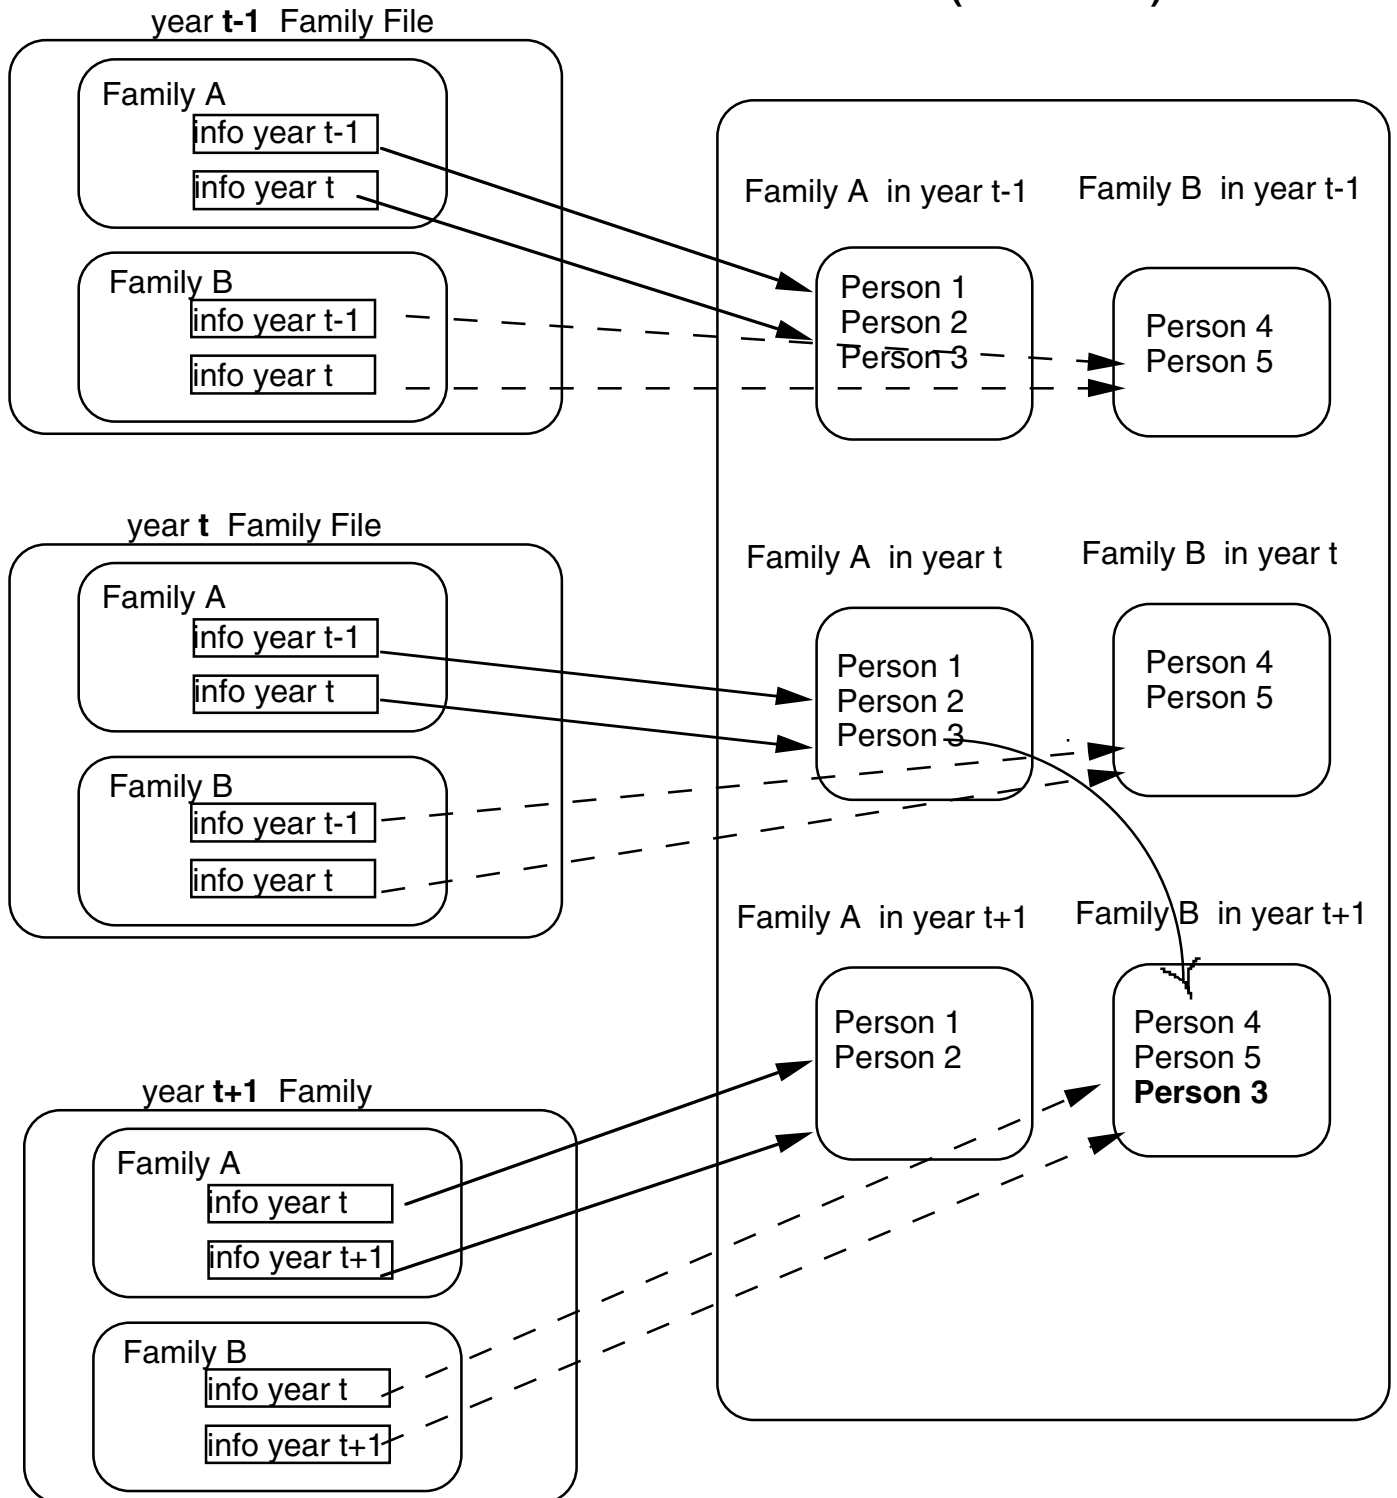 year t-1 Family File
Family A
info year t-1
info year t
Family B
info year t-1
info year t
Family A in year t-1
Family B in year t-1
Person 1
Person 2
Person 3
Person 4
Person 5
year t Family File
Family A
info year t-1
info year t
Family B
info year t-1
info year t
Family A in year t
Family B in year t
Person 1
Person 2
Person 3
Person 4
Person 5
Family A in year t+1
Family B in year t+1
Person 1
Person 2
Person 4
Person 5
Person 3
year t+1 Family
Family A
info year t
info year t+1
Family B
info year t
info year t+1